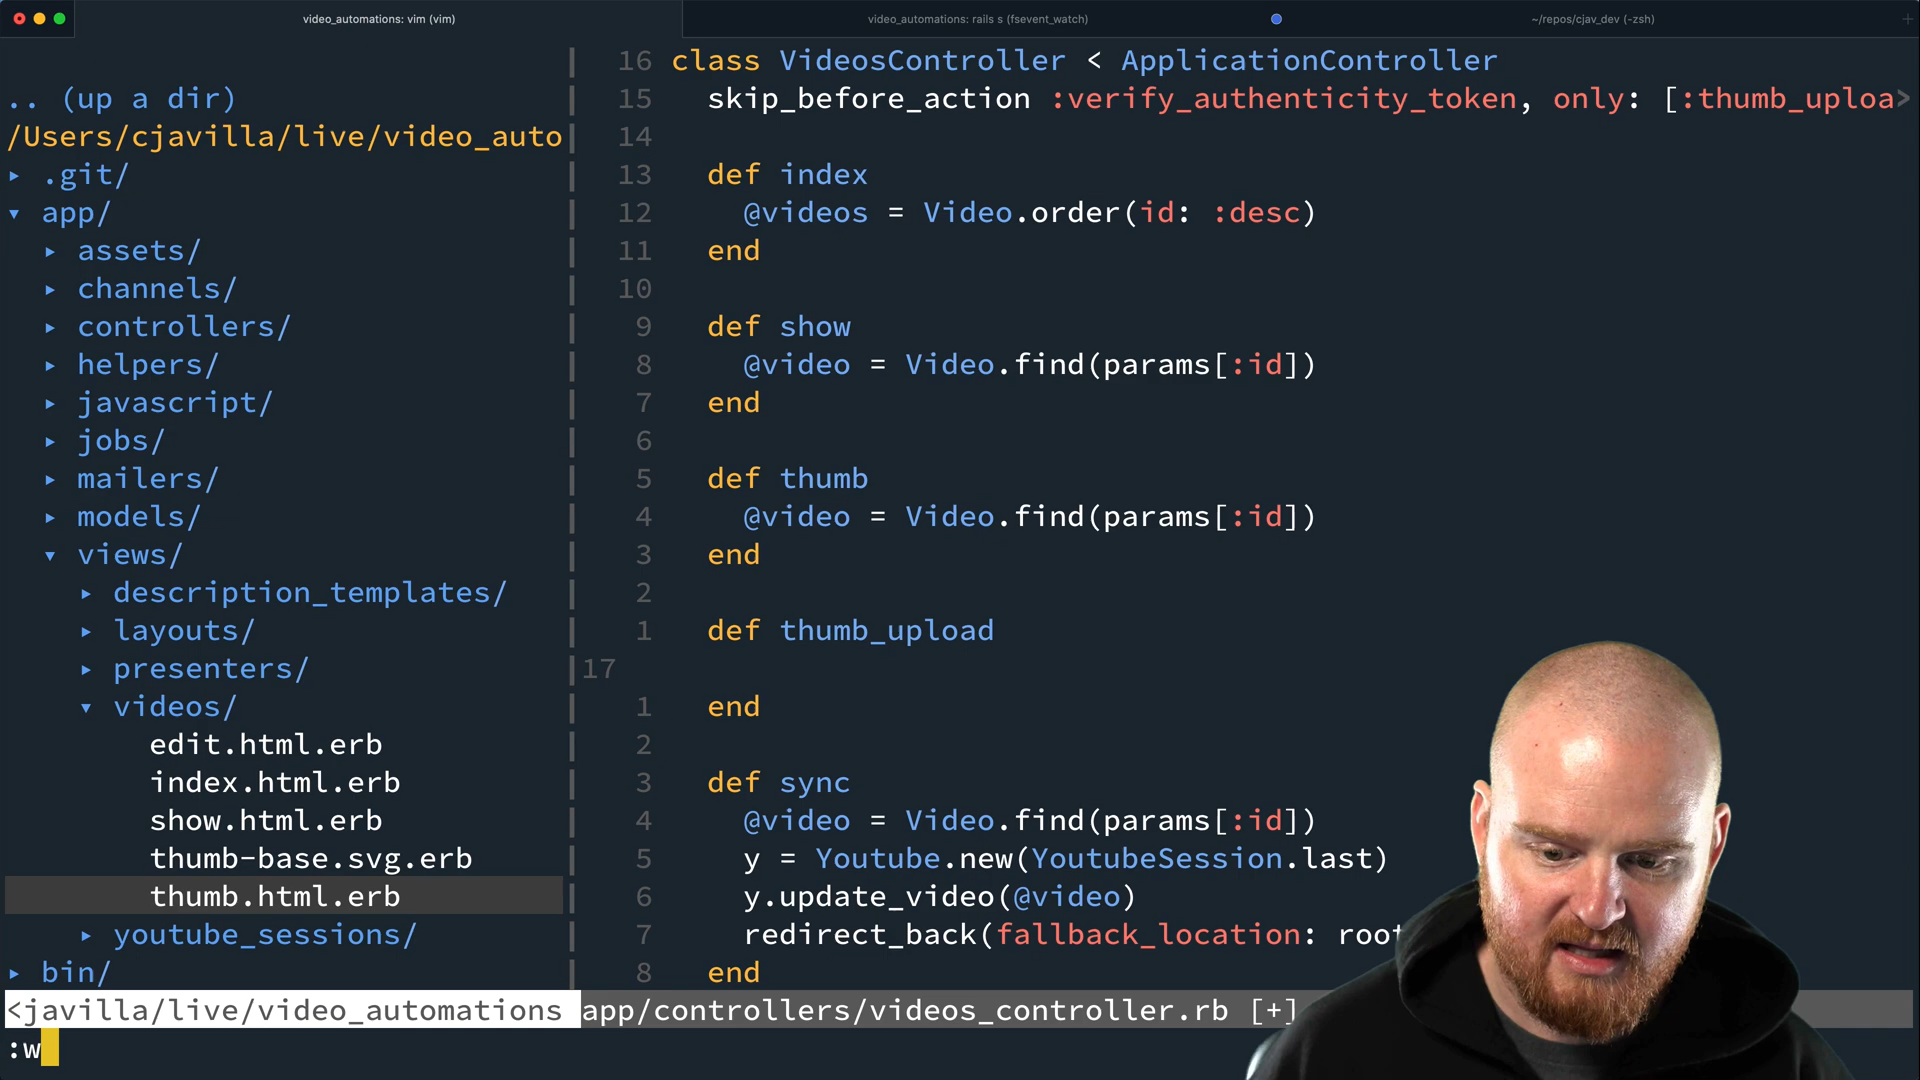 video_automations: vim (vim)
video_automations: rails s (fsevent_watch)
~/repos/cjav_dev (-zsh)
.. (up a dir)
/Users/cjavilla/live/video_auto
▸ .git/
▾ app/
▸ assets/
▸ channels/
▸ controllers/
▸ helpers/
▸ javascript/
▸ jobs/
▸ mailers/
▸ models/
▾ views/
▸ description_templates/
▸ layouts/
▸ presenters/
▾ videos/
edit.html.erb
index.html.erb
show.html.erb
thumb-base.svg.erb
thumb.html.erb
▸ youtube_sessions/
▸ bin/
<javilla/live/video_automations
16 class VideosController < ApplicationController
15 skip_before_action :verify_authenticity_token, only: [:thumb_uploa>
14
13 def index
12 @videos = Video.order(id: :desc)
11 end
10
9 def show
8 @video = Video.find(params[:id])
7 end
6
5 def thumb
4 @video = Video.find(params[:id])
3 end
2
1 def thumb_upload
17
1 end
2
3 def sync
4 @video = Video.find(params[:id])
5 y = Youtube.new(YoutubeSession.last)
6 y.update_video(@video)
7 redirect_back(fallback_location: root
8 end
app/controllers/videos_controller.rb [+]
:w